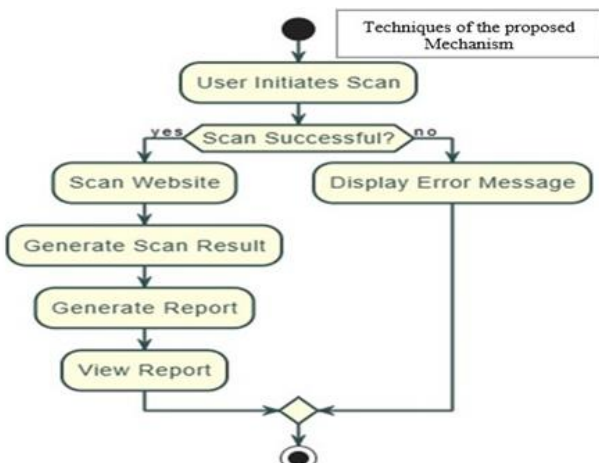 Techniques of the proposed
Mechanism
User Initiates Scan
yes
Scan Successful?
no
Scan Website
Display Error Message
Generate Scan Result
Generate Report
View Report